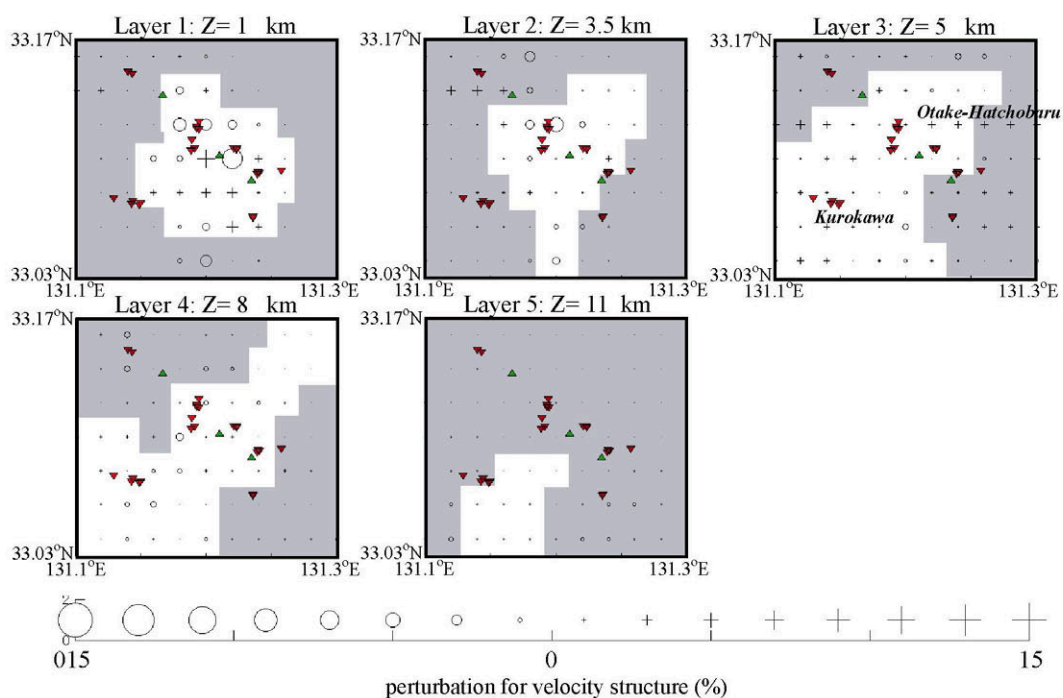 Layer 1: Z= 1 km
Layer 2: Z= 3.5 km
Layer 3: Z= 5 km
33.17°N
33.17°N
33.17°N
Otake-Hatchobaru
Kurokawa
33.03°N
33.03°N
33.03°N
131.1°E
131.3°E
131.1°E
131.3°E
131.1°E
131.3°E
Layer 4: Z= 8 km
Layer 5: Z= 11 km
33.17°N
33.17°N
33.03°N
33.03°N
131.1°E
131.3°E
131.1°E
131.3°E
2
0
015
0
15
perturbation for velocity structure (%)